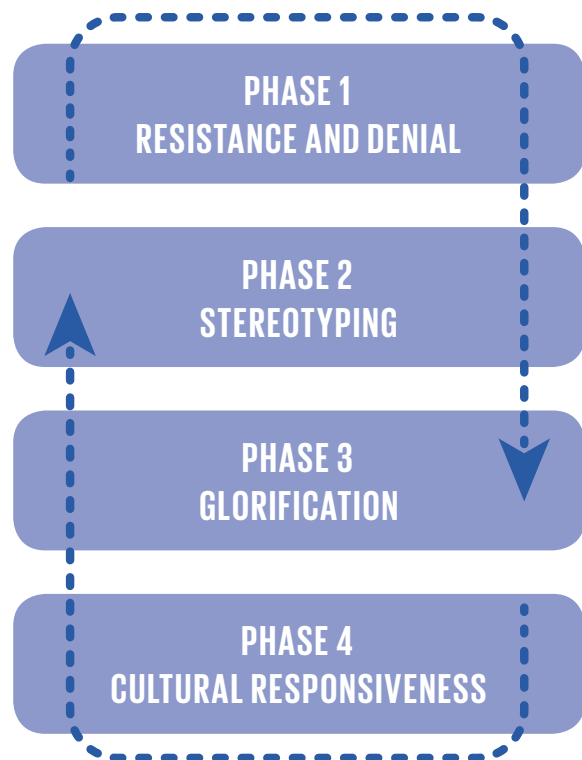 PHASE 1
RESISTANCE AND DENIAL
PHASE 2
STEREOTYPING
PHASE 3
GLORIFICATION
PHASE 4
CULTURAL RESPONSIVENESS